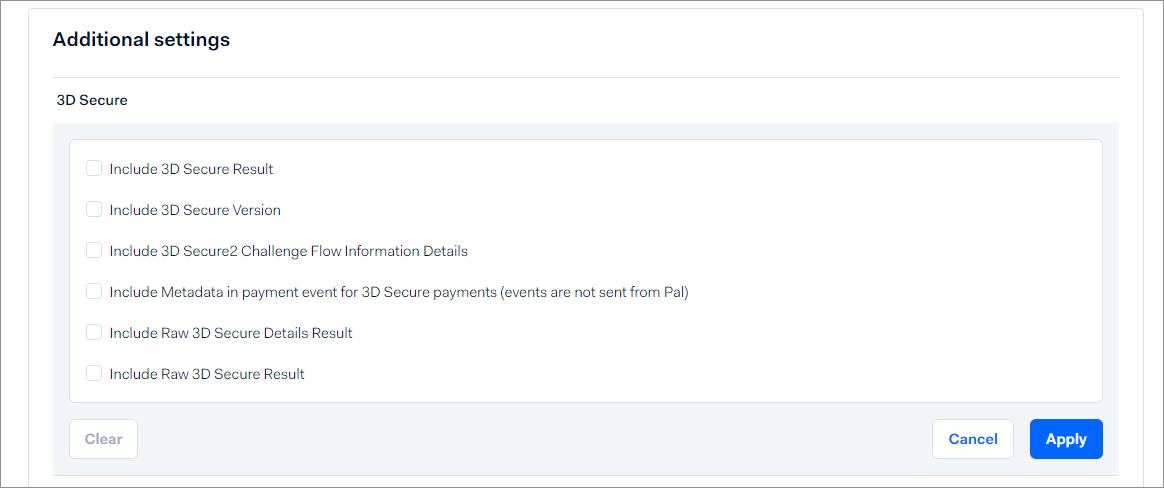 Additional settings
3D Secure
Include 3D Secure Result
Include 3D Secure Version
Include 3D Secure2 Challenge Flow Information Details
Include Metadata in payment event for 3D Secure payments (events are not sent from Pal)
Include Raw 3D Secure Details Result
Include Raw 3D Secure Result
Clear Cancel Apply